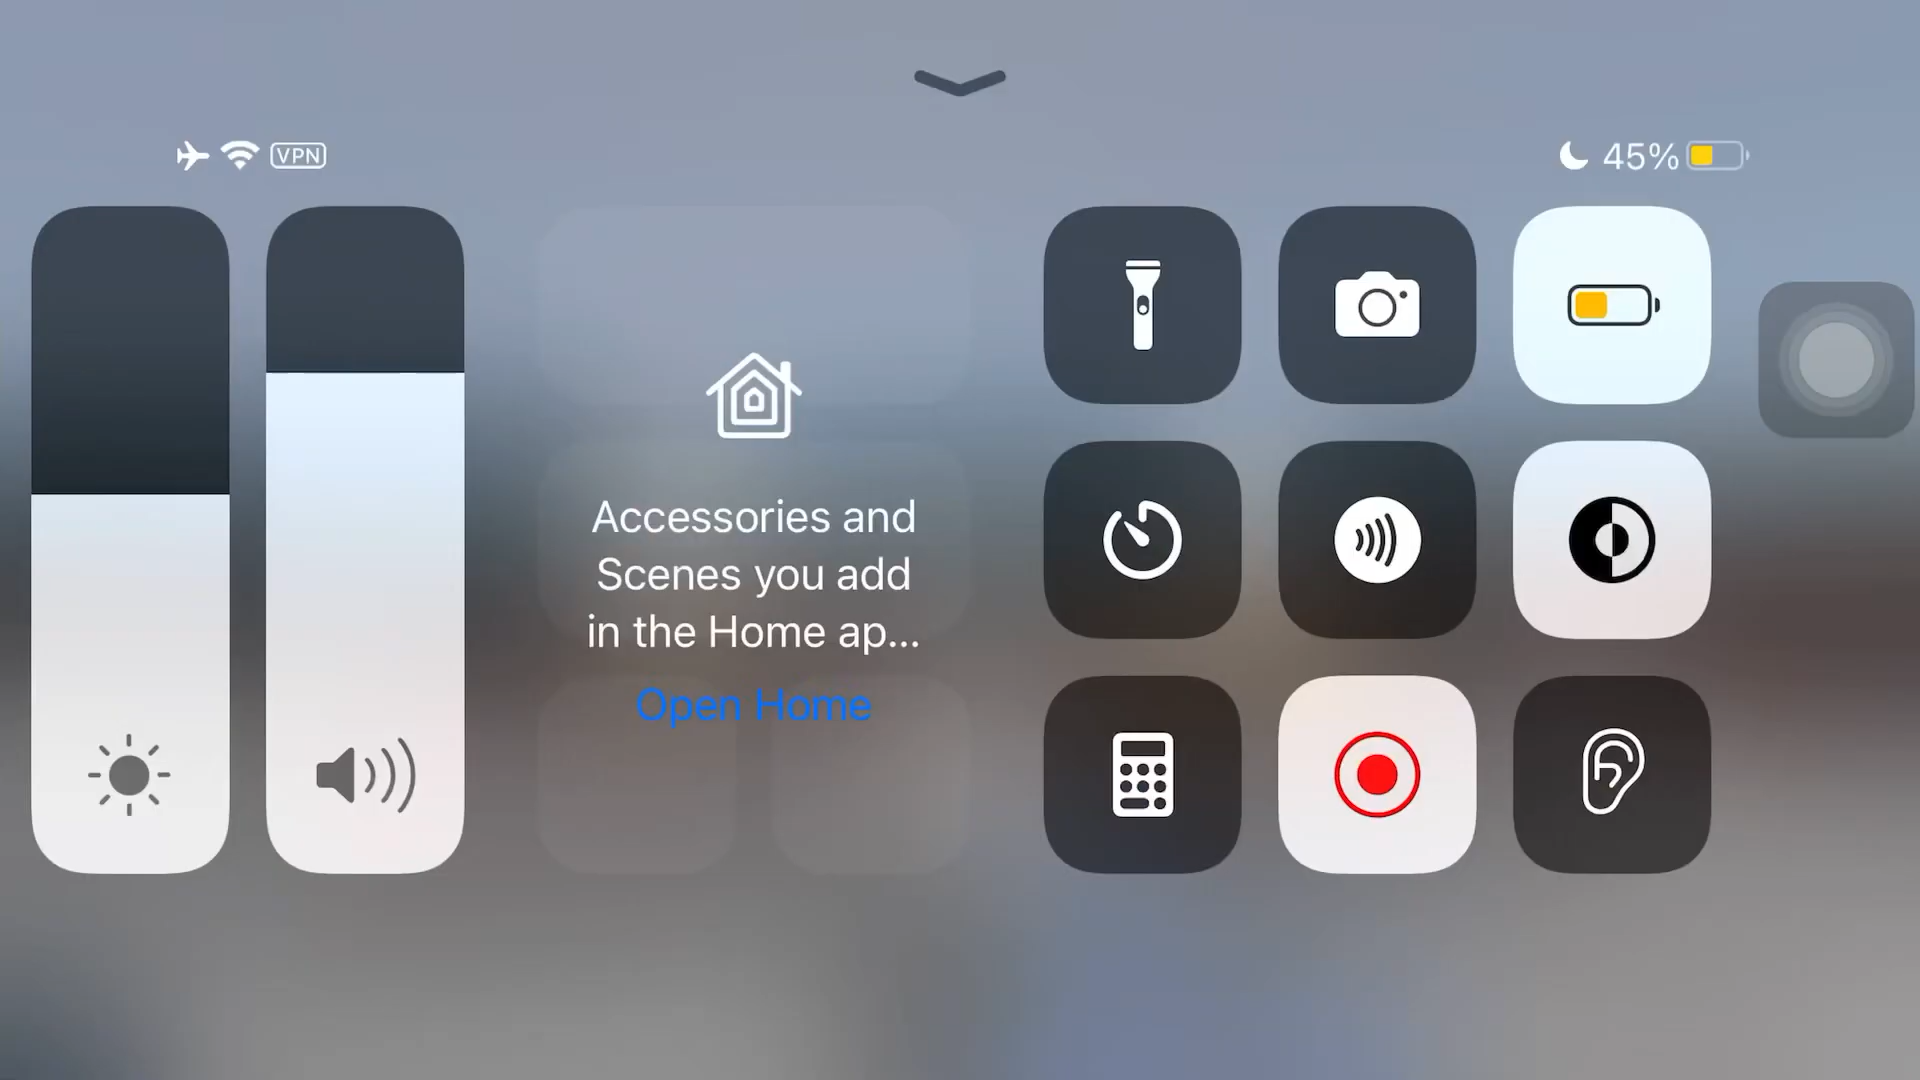 VPN
45%
Accessories and
Scenes you add
in the Home ap...
Open Home